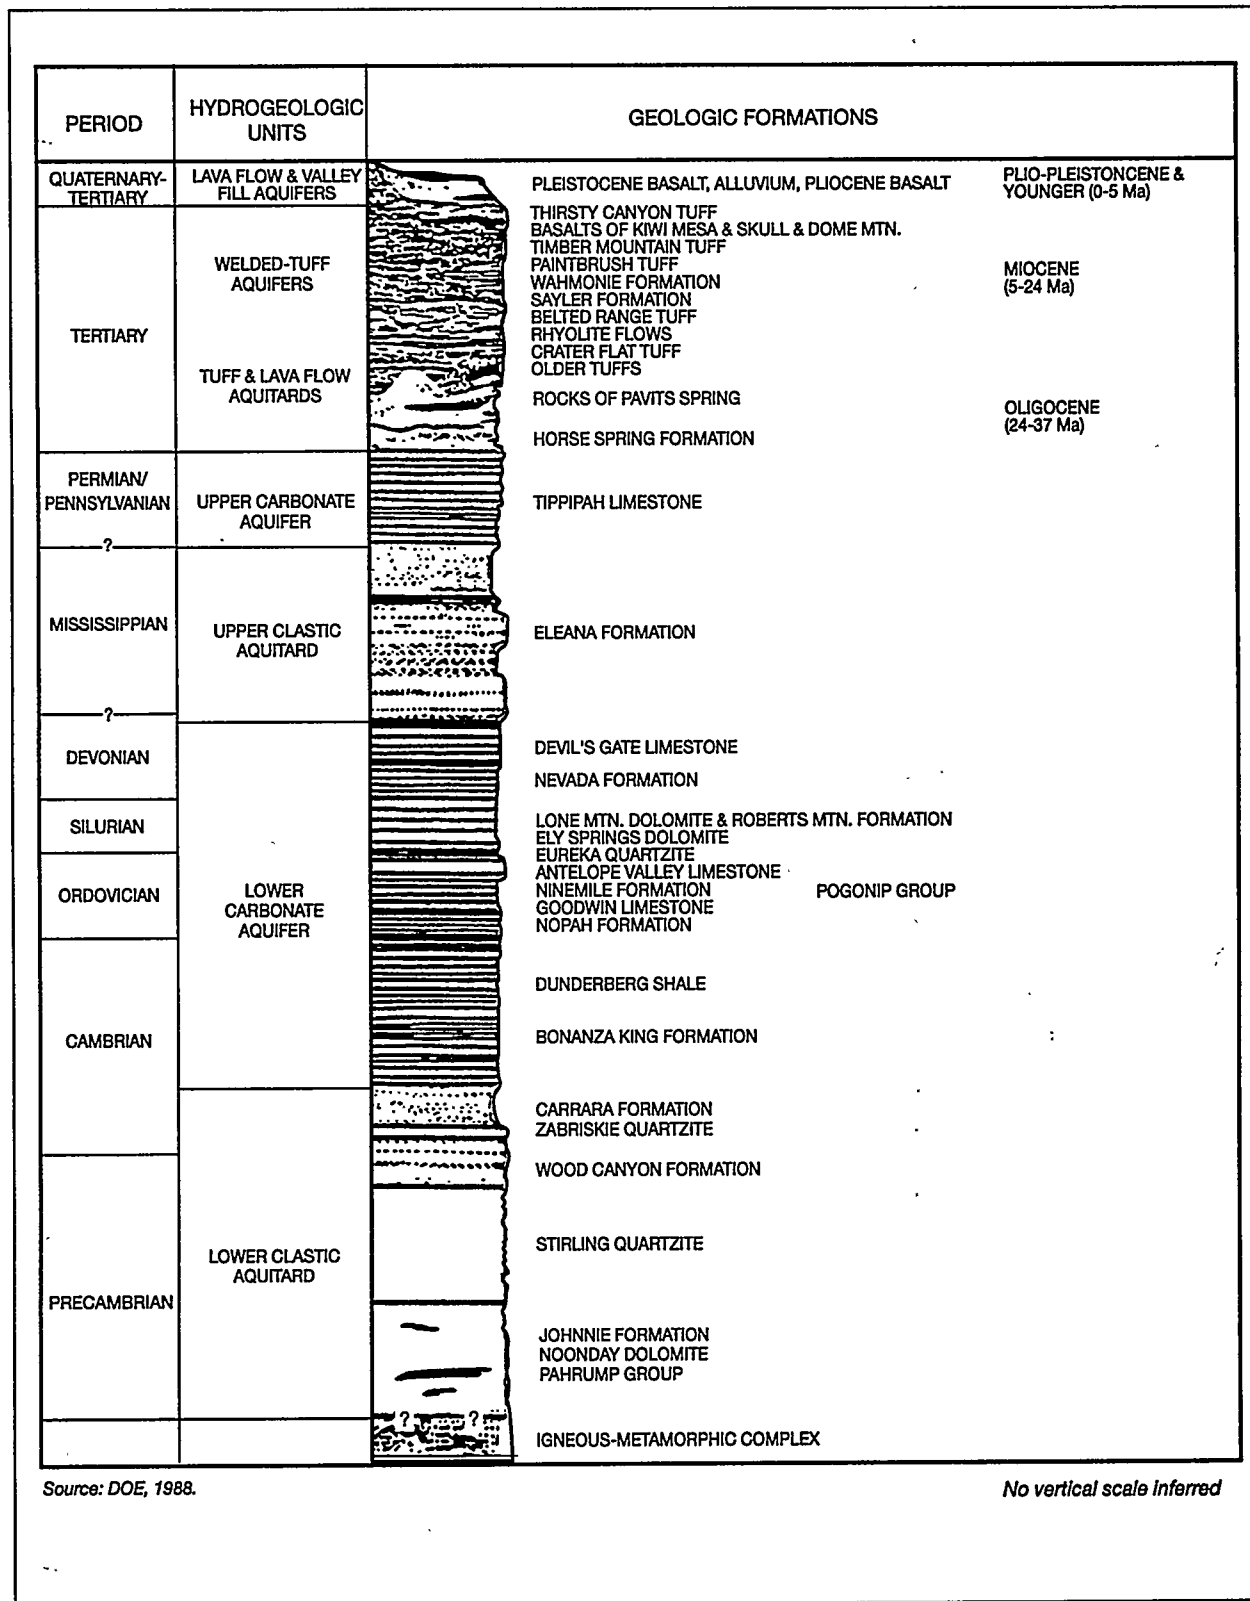 PERIOD
HYDROGEOLOGIC
UNITS
GEOLOGIC FORMATIONS
QUATERNARY-
TERTIARY
LAVA FLOW & VALLEY
FILL AQUIFERS
PLEISTOCENE BASALT, ALLUVIUM, PLIOCENE BASALT
PLIO-PLEISTONCENE &
YOUNGER (0-5 Ma)
TERTIARY
WELDED-TUFF
AQUIFERS
TUFF & LAVA FLOW
AQUITARDS
THIRSTY CANYON TUFF
BASALTS OF KIWI MESA & SKULL & DOME MTN.
TIMBER MOUNTAIN TUFF
PAINTBRUSH TUFF
WAHMONIE FORMATION
SAYLER FORMATION
BELTED RANGE TUFF
RHYOLITE FLOWS
CRATER FLAT TUFF
OLDER TUFFS
ROCKS OF PAVITS SPRING
HORSE SPRING FORMATION
MIOCENE
(5-24 Ma)
OLIGOCENE
(24-37 Ma)
PERMIAN/
PENNSYLVANIAN
UPPER CARBONATE
AQUIFER
TIPPIPAH LIMESTONE
?
MISSISSIPPIAN
UPPER CLASTIC
AQUITARD
ELEANA FORMATION
?
DEVONIAN
DEVIL'S GATE LIMESTONE
NEVADA FORMATION
SILURIAN
LONE MTN. DOLOMITE & ROBERTS MTN. FORMATION
ELY SPRINGS DOLOMITE
EUREKA QUARTZITE
ORDOVICIAN
LOWER
CARBONATE
AQUIFER
ANTELOPE VALLEY LIMESTONE
NINEMILE FORMATION
GOODWIN LIMESTONE
NOPAH FORMATION
POGONIP GROUP
CAMBRIAN
DUNDERBERG SHALE
BONANZA KING FORMATION
CARRARA FORMATION
ZABRISKIE QUARTZITE
WOOD CANYON FORMATION
PRECAMBRIAN
LOWER CLASTIC
AQUITARD
STIRLING QUARTZITE
JOHNNIE FORMATION
NOONDAY DOLOMITE
PAHRUMP GROUP
? ?
IGNEOUS-METAMORPHIC COMPLEX
Source: DOE, 1988.
No vertical scale inferred